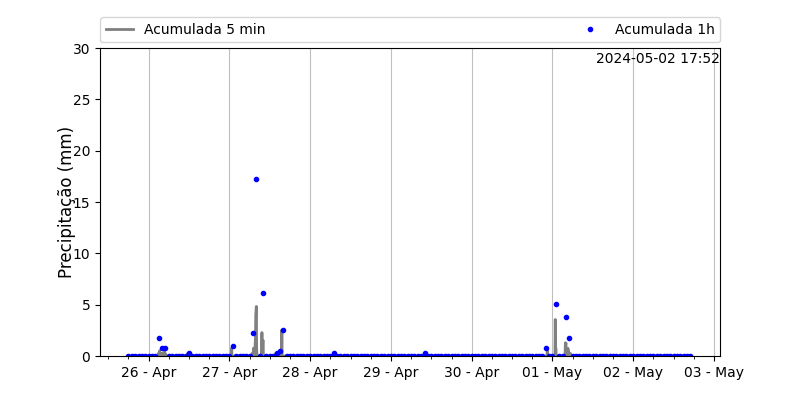 Acumulada 5 min
Acumulada 1h
2024-05-02 17:52
Precipitação (mm)
30
25
20
15
10
5
0
26 - Apr
27 - Apr
28 - Apr
29 - Apr
30 - Apr
01 - May
02 - May
03 - May